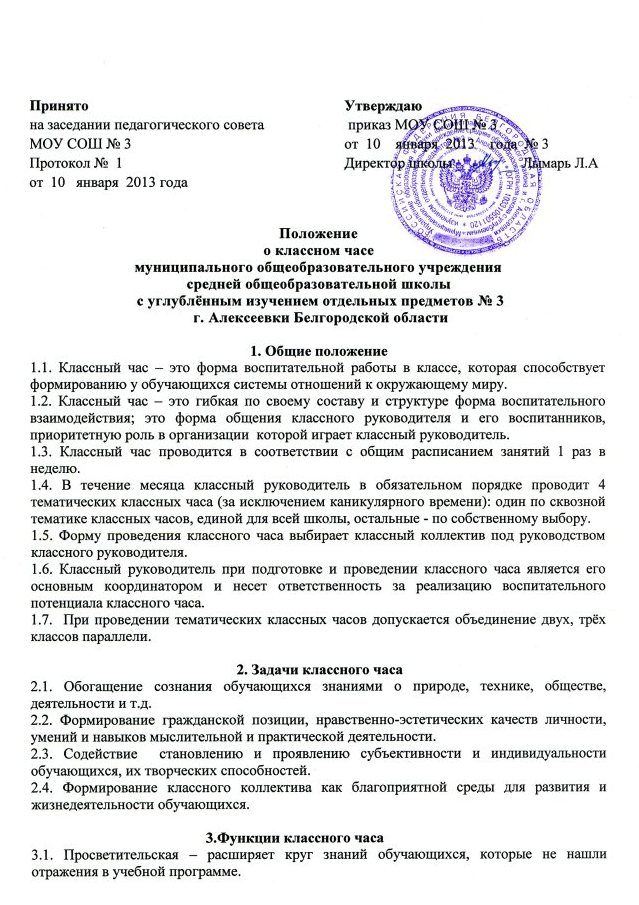 Принято
на заседании педагогического совета
МОУ СОШ № 3
Протокол №  1
от  10   января  2013 года
Утверждаю
приказ МОУ СОШ № 3
от  10    января  2013    года  № 3
Директор школы           Лымарь Л.А
Положение
о классном часе
муниципального общеобразовательного учреждения
средней общеобразовательной школы
с углублённым изучением отдельных предметов № 3
г. Алексеевки Белгородской области
1. Общие положение
1.1. Классный час – это форма воспитательной работы в классе, которая способствует
формированию у обучающихся системы отношений к окружающему миру.
1.2. Классный час – это гибкая по своему составу и структуре форма воспитательного
взаимодействия; это форма общения классного руководителя и его воспитанников,
приоритетную роль в организации  которой играет классный руководитель.
1.3. Классный час проводится в соответствии с общим расписанием занятий 1 раз в
неделю.
1.4. В течение месяца классный руководитель в обязательном порядке проводит 4
тематических классных часа (за исключением каникулярного времени): один по сквозной
тематике классных часов, единой для всей школы, остальные - по собственному выбору.
1.5. Форму проведения классного часа выбирает классный коллектив под руководством
классного руководителя.
1.6. Классный руководитель при подготовке и проведении классного часа является его
основным координатором и несет ответственность за реализацию воспитательного
потенциала классного часа.
1.7.  При проведении тематических классных часов допускается объединение двух, трёх
классов параллели.
2. Задачи классного часа
2.1. Обогащение сознания обучающихся знаниями о природе, технике, обществе,
деятельности и т.д.
2.2. Формирование гражданской позиции, нравственно-эстетических качеств личности,
умений и навыков мыслительной и практической деятельности.
2.3. Содействие  становлению и проявлению субъективности и индивидуальности
обучающихся, их творческих способностей.
2.4. Формирование классного коллектива как благоприятной среды для развития и
жизнедеятельности обучающихся.
3.Функции классного часа
3.1. Просветительская – расширяет круг знаний обучающихся, которые не нашли
отражения в учебной программе.